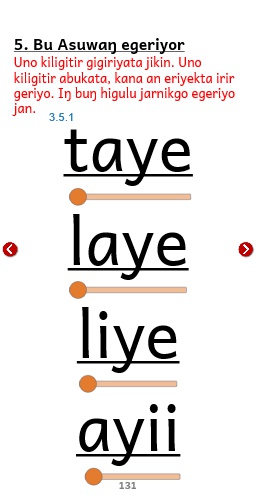 5. Bu Asuwaŋ egeriyor
Uno kiligitir gigiriyata jikin. Uno
kiligitir abukata, kana an eriyekta irir
geriyo. Iŋ buŋ higulu jarnikgo egeriyo
jan.
3.5.1
taye
laye
liye
ayii
131